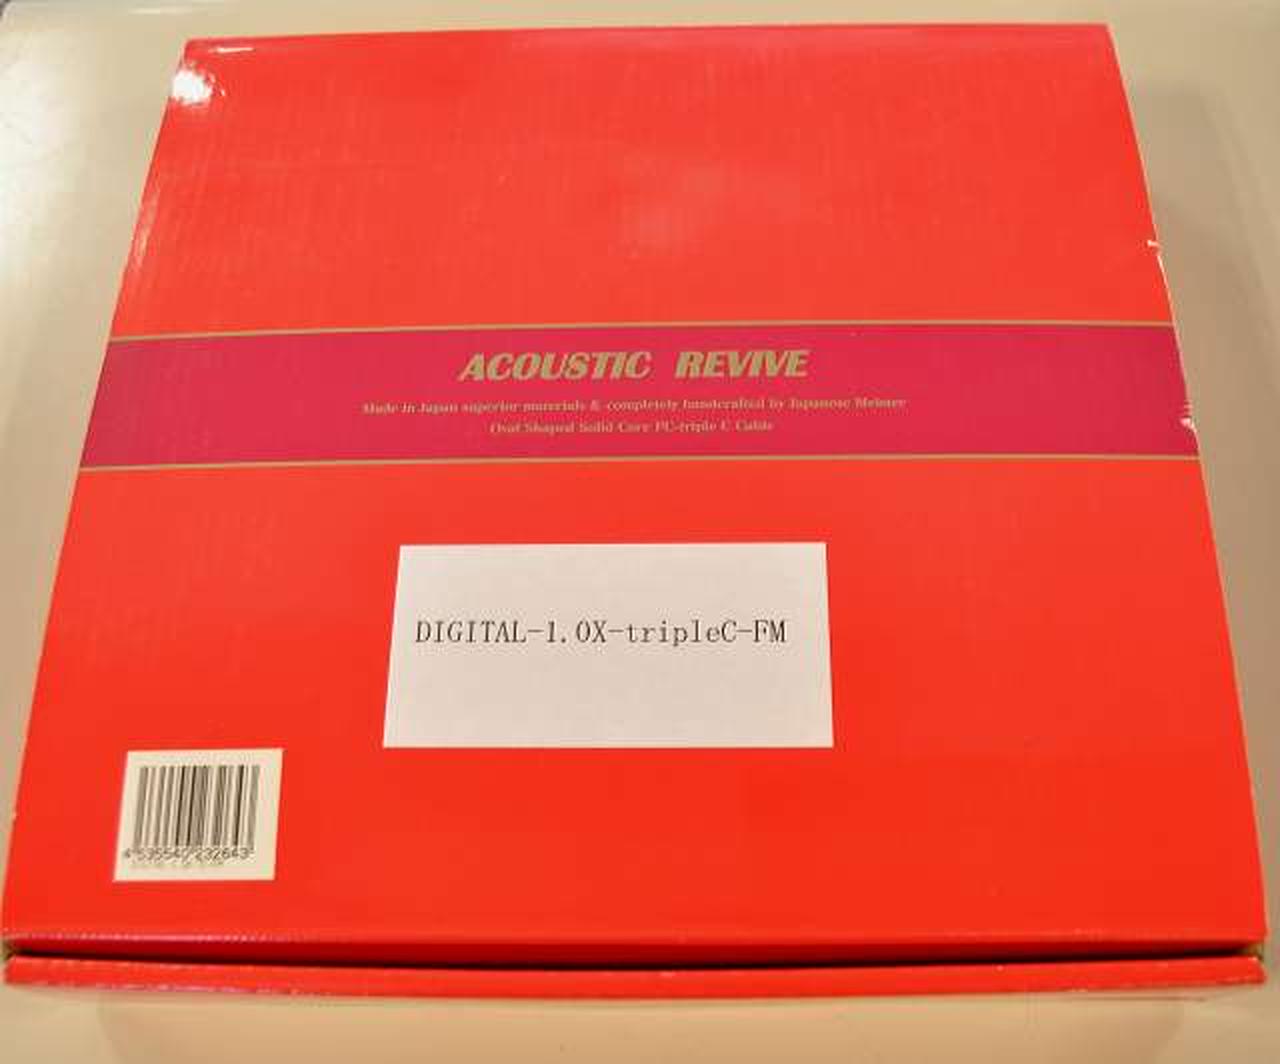 ACOUSTIC REVIVE
Made in Japan superior materials & completely handcrafted by Japanese Meister
Oval Shaped Solid Core PC-triple C Cable
DIGITAL-1.0X-tripleC-FM